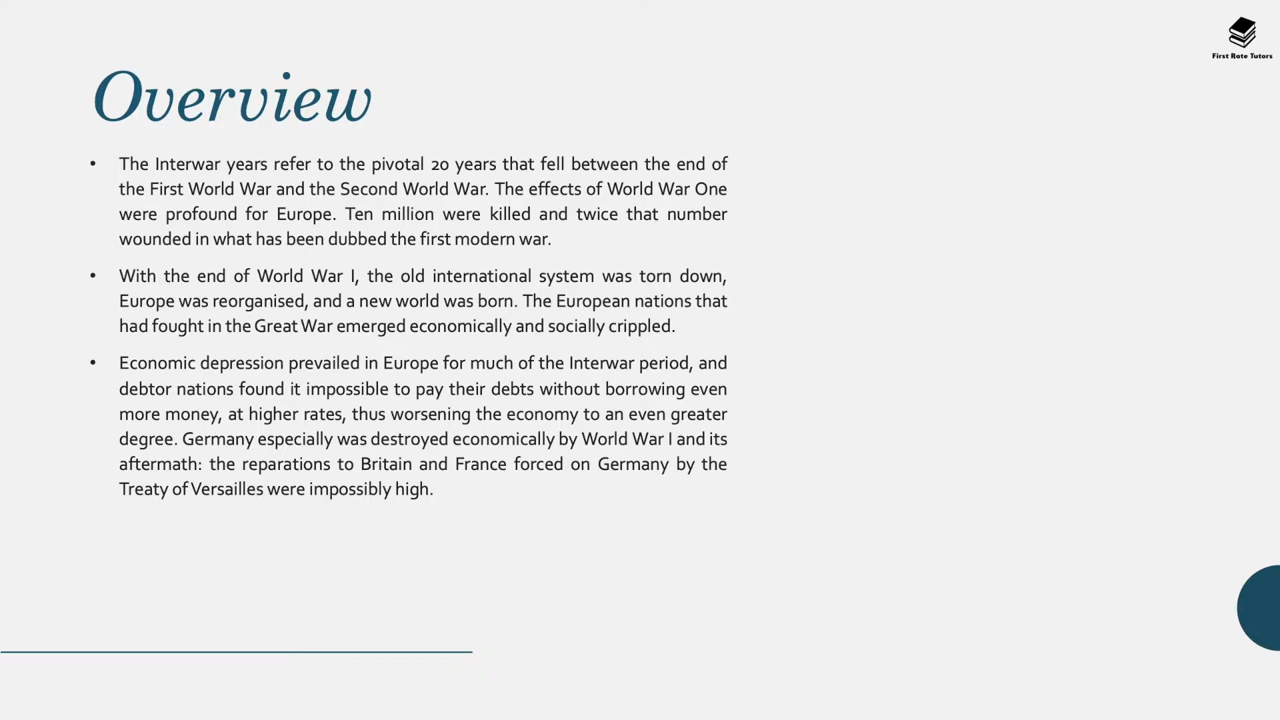 First Rate Tutors
Overview
• The Interwar years refer to the pivotal 20 years that fell between the end of
the First World War and the Second World War. The effects of World War One
were profound for Europe. Ten million were killed and twice that number
wounded in what has been dubbed the first modern war.
• With the end of World War I, the old international system was torn down,
Europe was reorganised, and a new world was born. The European nations that
had fought in the Great War emerged economically and socially crippled.
• Economic depression prevailed in Europe for much of the Interwar period, and
debtor nations found it impossible to pay their debts without borrowing even
more money, at higher rates, thus worsening the economy to an even greater
degree. Germany especially was destroyed economically by World War I and its
aftermath: the reparations to Britain and France forced on Germany by the
Treaty of Versailles were impossibly high.